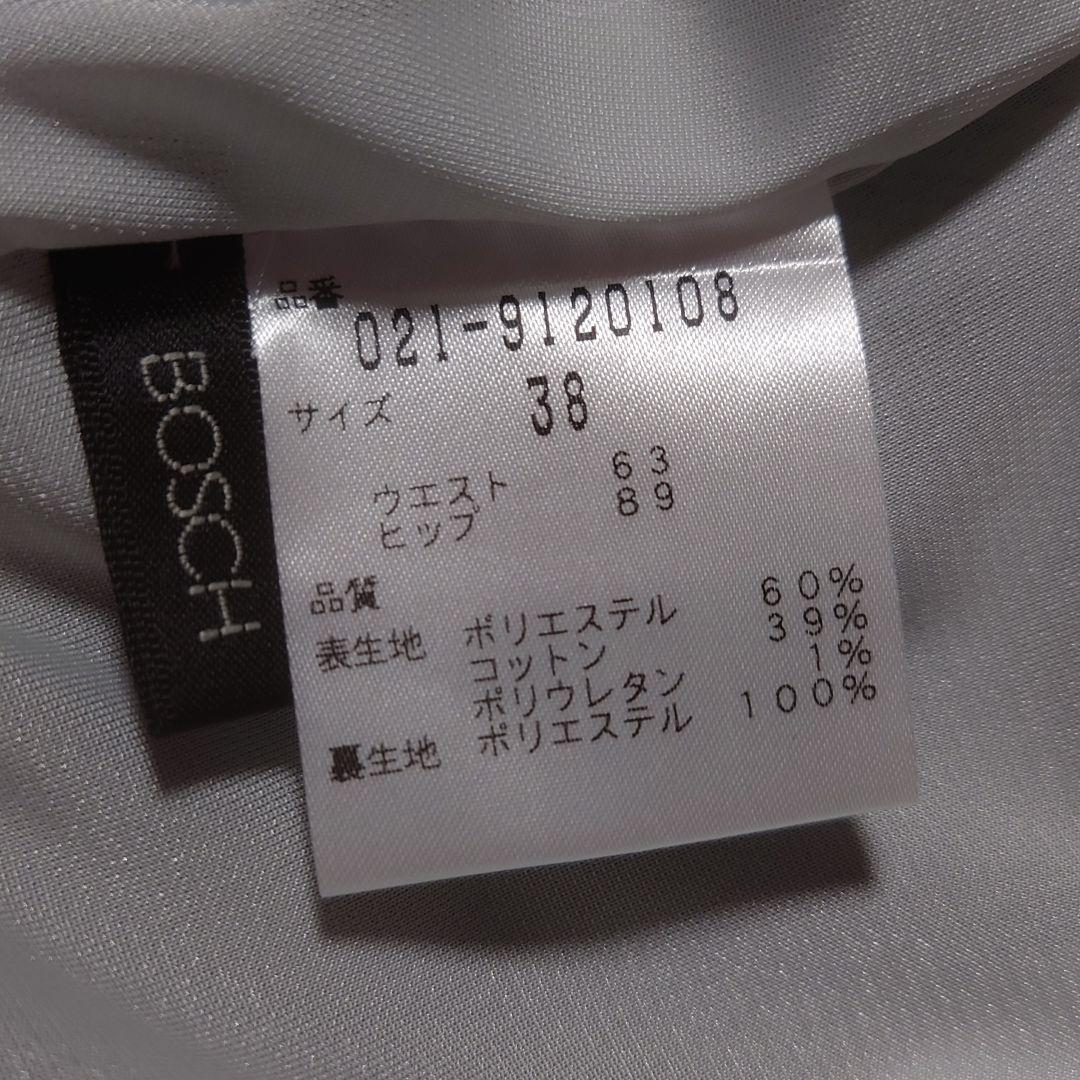 BOSCH
品番
021-9120108
サイズ 38
ウエスト 63
ヒップ 89
品質
表生地 ポリエステル 60%
コットン 39%
ポリウレタン 1%
裏生地 ポリエステル 100%